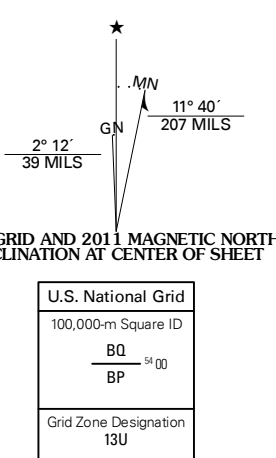 MN
GN
11° 40´
207 MILS
2° 12´
39 MILS
GRID AND 2011 MAGNETIC NORTH
CLINATION AT CENTER OF SHEET
U.S. National Grid
100,000-m Square ID
BQ
54 00
BP
Grid Zone Designation
13U